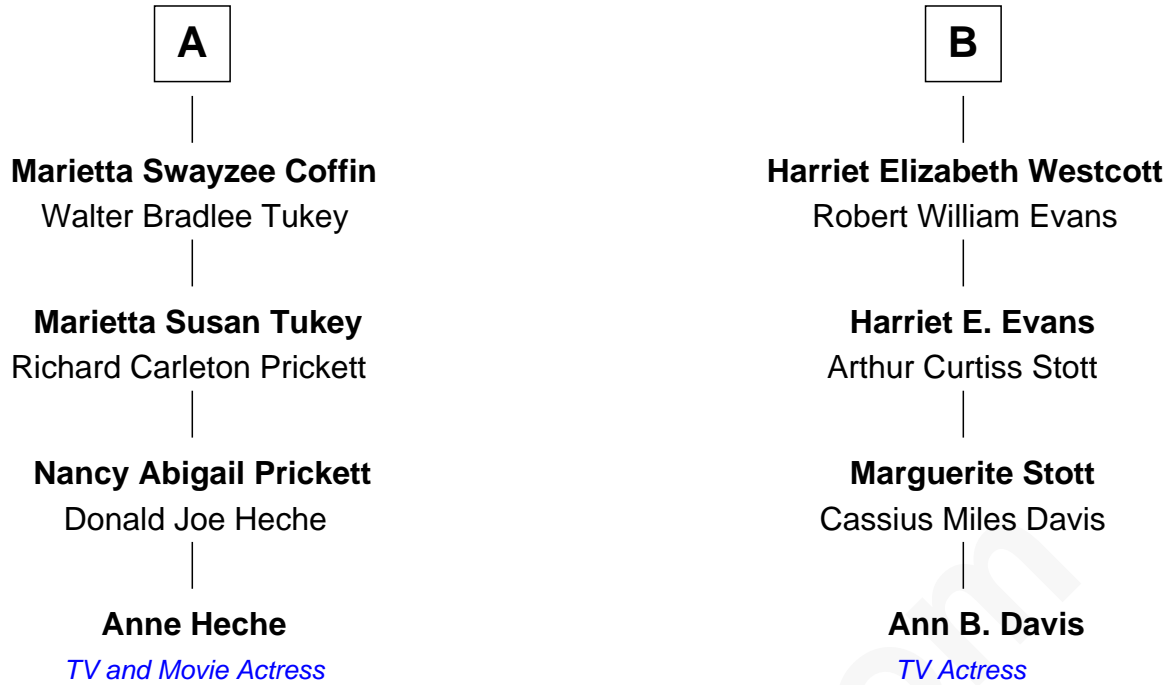 A
B
Marietta Swayzee Coffin
Harriet Elizabeth Westcott
Walter Bradlee Tukey
Robert William Evans
Marietta Susan Tukey
Harriet E. Evans
Richard Carleton Prickett
Arthur Curtiss Stott
Nancy Abigail Prickett
Marguerite Stott
Donald Joe Heche
Cassius Miles Davis
Anne Heche
Ann B. Davis
TV and Movie Actress
TV Actress
om